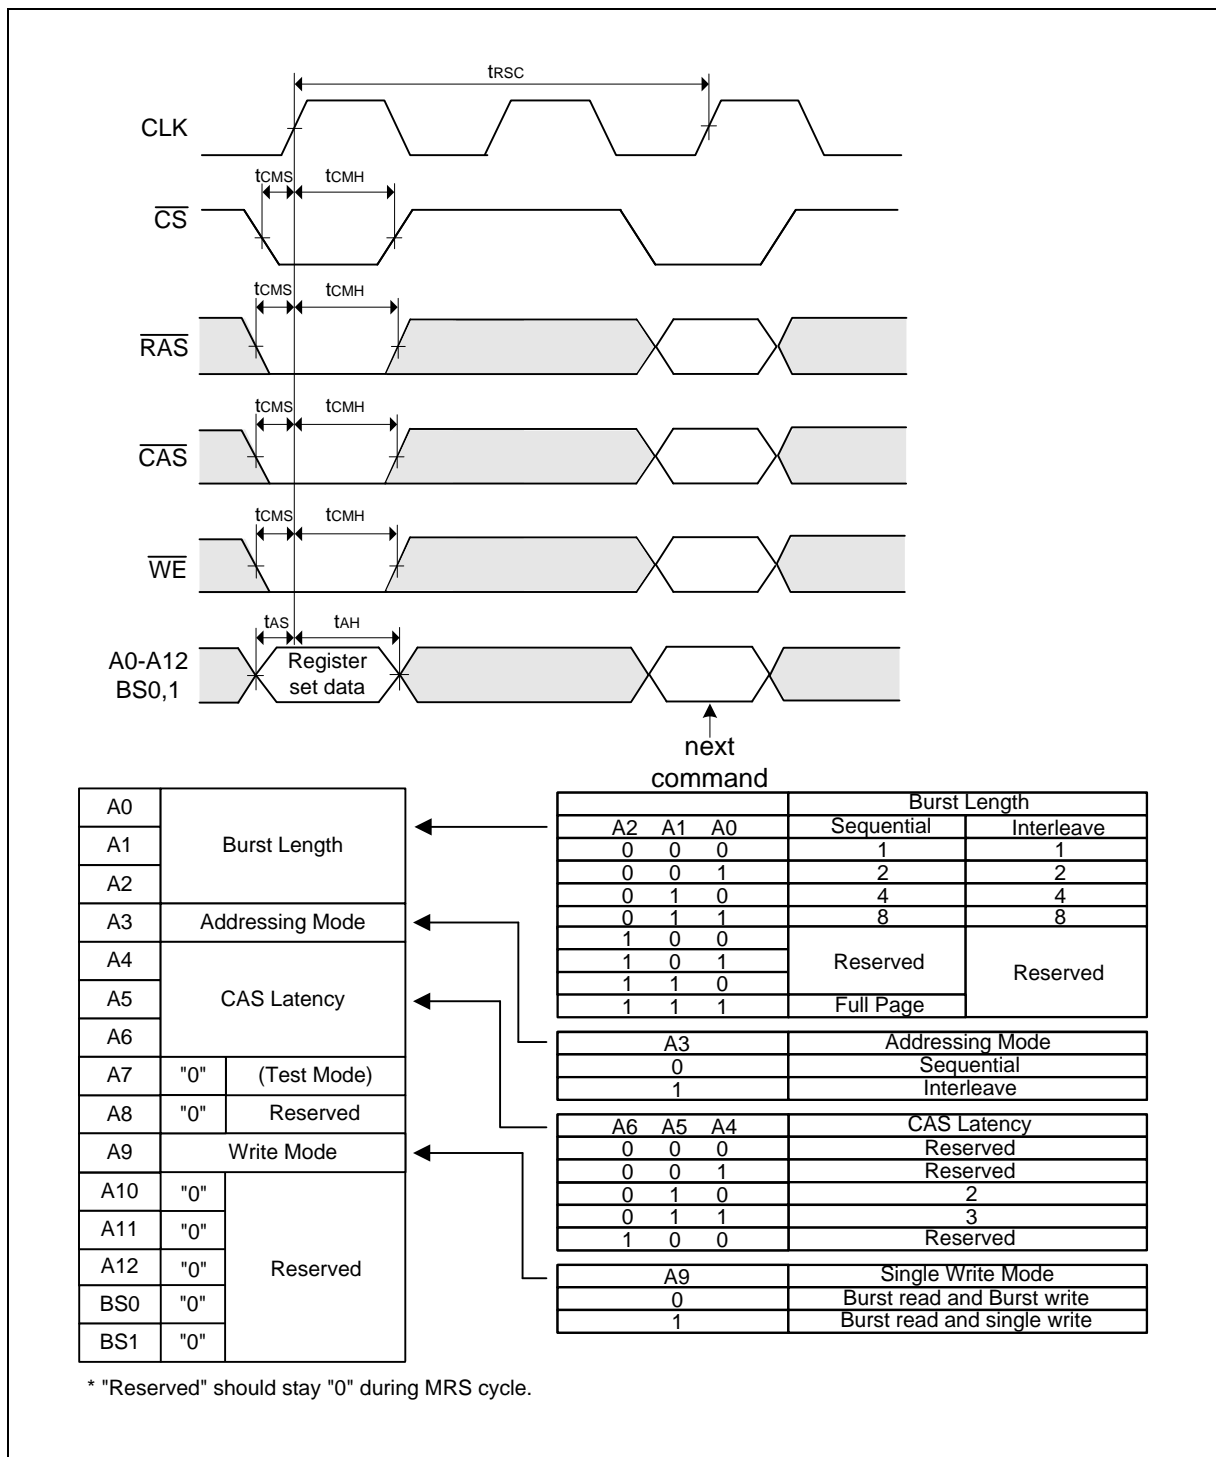 tRSC
CLK
tCMS tCMH
CS
tCMS tCMH
RAS
tCMS tCMH
CAS
tCMS tCMH
WE
tAS tAH
A0-A12
BS0,1
Register
set data
next
command
A0
A1
A2
Burst Length
A3 Addressing Mode
A4
A5
A6
CAS Latency
A7 "0" (Test Mode)
A8 "0" Reserved
A9 Write Mode
A10 "0"
A11 "0"
A12 "0"
BS0 "0"
BS1 "0"
Reserved
Burst Length
A2 A1 A0 Sequential Interleave
0 0 0 1 1
0 0 1 2 2
0 1 0 4 4
0 1 1 8 8
1 0 0
1 0 1 Reserved Reserved
1 1 0
1 1 1 Full Page
A3 Addressing Mode
0 Sequential
1 Interleave
A6 A5 A4 CAS Latency
0 0 0 Reserved
0 0 1 Reserved
0 1 0 2
0 1 1 3
1 0 0 Reserved
A9 Single Write Mode
0 Burst read and Burst write
1 Burst read and single write
* "Reserved" should stay "0" during MRS cycle.